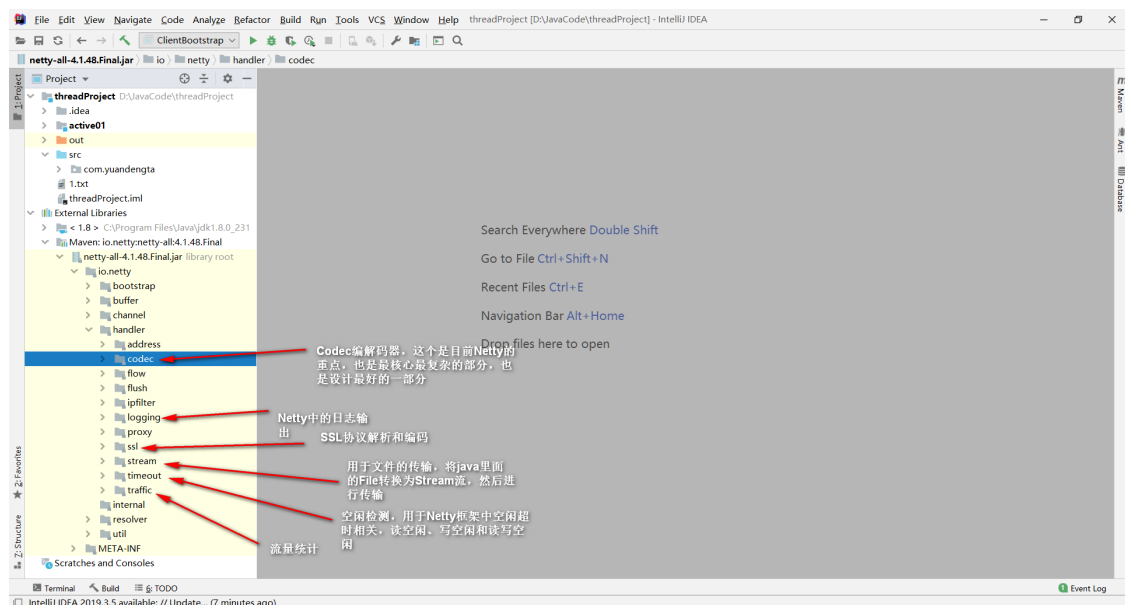 File Edit View Navigate Code Analyze Refactor Build Run Tools VCS Window Help threadProject [D:\JavaCode\threadProject] - IntelliJ IDEA
ClientBootstrap
netty-all-4.1.48.Final.jar io netty handler codec
1: Project
Project
threadProject D:\JavaCode\threadProject
.idea
active01
out
src
com.yuandengta
1.txt
threadProject.iml
External Libraries
< 1.8 > C:\Program Files\Java\jdk1.8.0_231
Maven: io.netty:netty-all:4.1.48.Final
netty-all-4.1.48.Final.jar library root
io.netty
bootstrap
buffer
channel
handler
address
codec
flow
flush
ipfilter
logging
proxy
ssl
stream
timeout
traffic
internal
resolver
util
META-INF
Scratches and Consoles
Search Everywhere Double Shift
Go to File Ctrl+Shift+N
Recent Files Ctrl+E
Navigation Bar Alt+Home
Drop files here to open
Codec编解码器，这个是目前Netty的
重点，也是最核心最复杂的部分，也
是设计最好的一部分
Netty中的日志输
出
SSL协议解析和编码
用于文件的传输，将java里面
的File转换为Stream流，然后进
行传输
空闲检测，用于Netty框架中空闲超
时相关，读空闲、写空闲和读写空
闲
流量统计
m Maven
Ant
Database
2: Favorites
Z: Structure
Terminal Build 6: TODO
1 Event Log
IntelliJ IDEA 2019.3.5 available: // Update... (7 minutes ago)